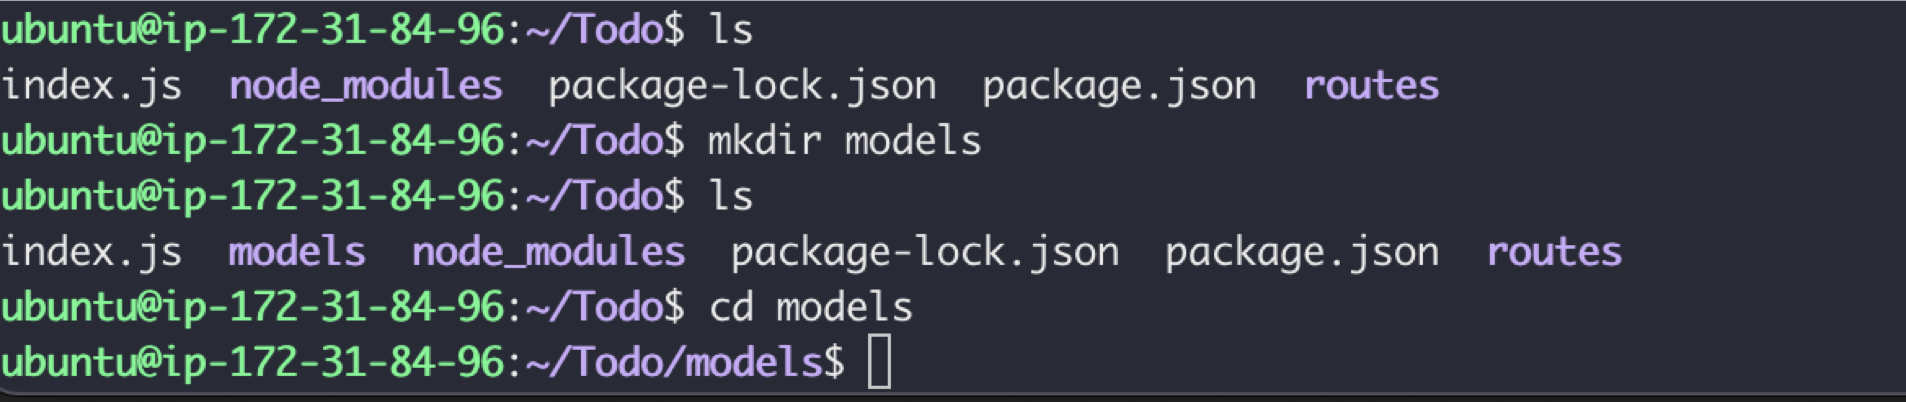 ubuntu@ip-172-31-84-96:~/Todo$ ls
index.js  node_modules  package-lock.json  package.json  routes
ubuntu@ip-172-31-84-96:~/Todo$ mkdir models
ubuntu@ip-172-31-84-96:~/Todo$ ls
index.js  models  node_modules  package-lock.json  package.json  routes
ubuntu@ip-172-31-84-96:~/Todo$ cd models
ubuntu@ip-172-31-84-96:~/Todo/models$